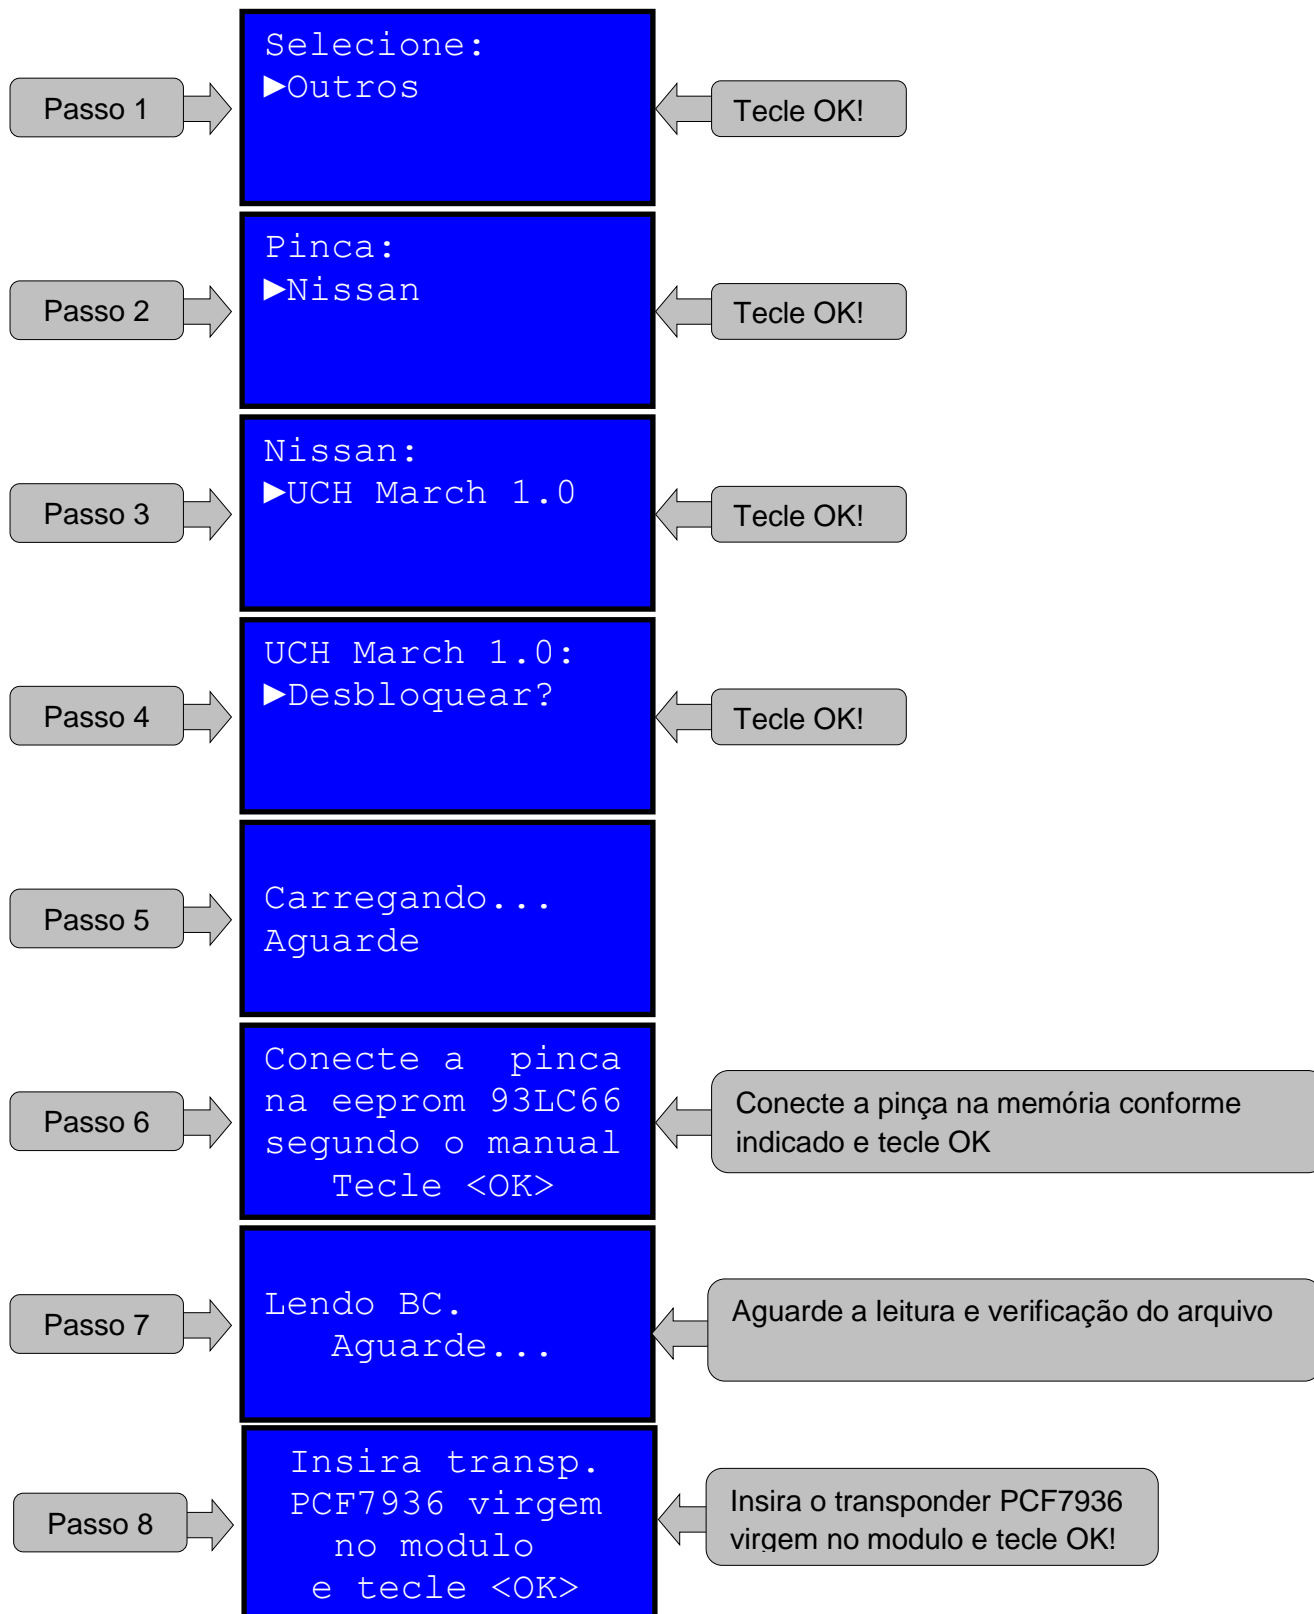 Passo 1
Selecione:
►Outros
Tecle OK!
Passo 2
Pinca:
►Nissan
Tecle OK!
Passo 3
Nissan:
►UCH March 1.0
Tecle OK!
Passo 4
UCH March 1.0:
►Desbloquear?
Tecle OK!
Passo 5
Carregando...
Aguarde
Passo 6
Conecte a  pinca
na eeprom 93LC66
segundo o manual
Tecle <OK>
Conecte a pinça na memória conforme
indicado e tecle OK
Passo 7
Lendo BC.
Aguarde...
Aguarde a leitura e verificação do arquivo
Passo 8
Insira transp.
PCF7936 virgem
no modulo
e tecle <OK>
Insira o transponder PCF7936
virgem no modulo e tecle OK!